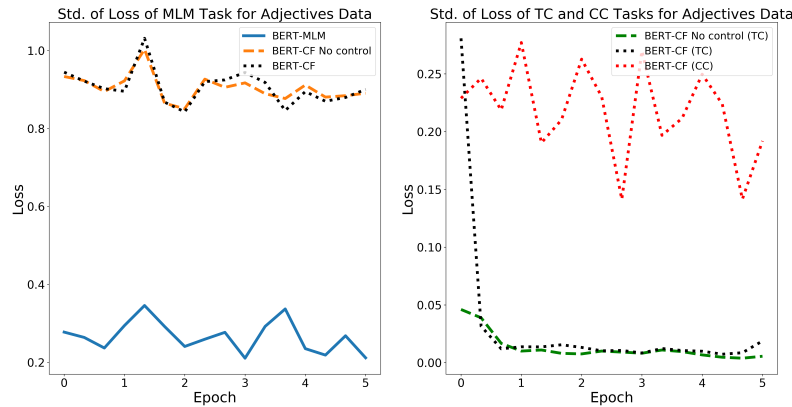 Std. of Loss of MLM Task for Adjectives Data
BERT-MLM
BERT-CF No control
BERT-CF
1.0
0.8
0.6
0.4
0.2
Loss
0
1
2
3
4
5
Epoch
Std. of Loss of TC and CC Tasks for Adjectives Data
BERT-CF No control (TC)
BERT-CF (TC)
BERT-CF (CC)
0.25
0.20
0.15
0.10
0.05
0.00
Loss
0
1
2
3
4
5
Epoch